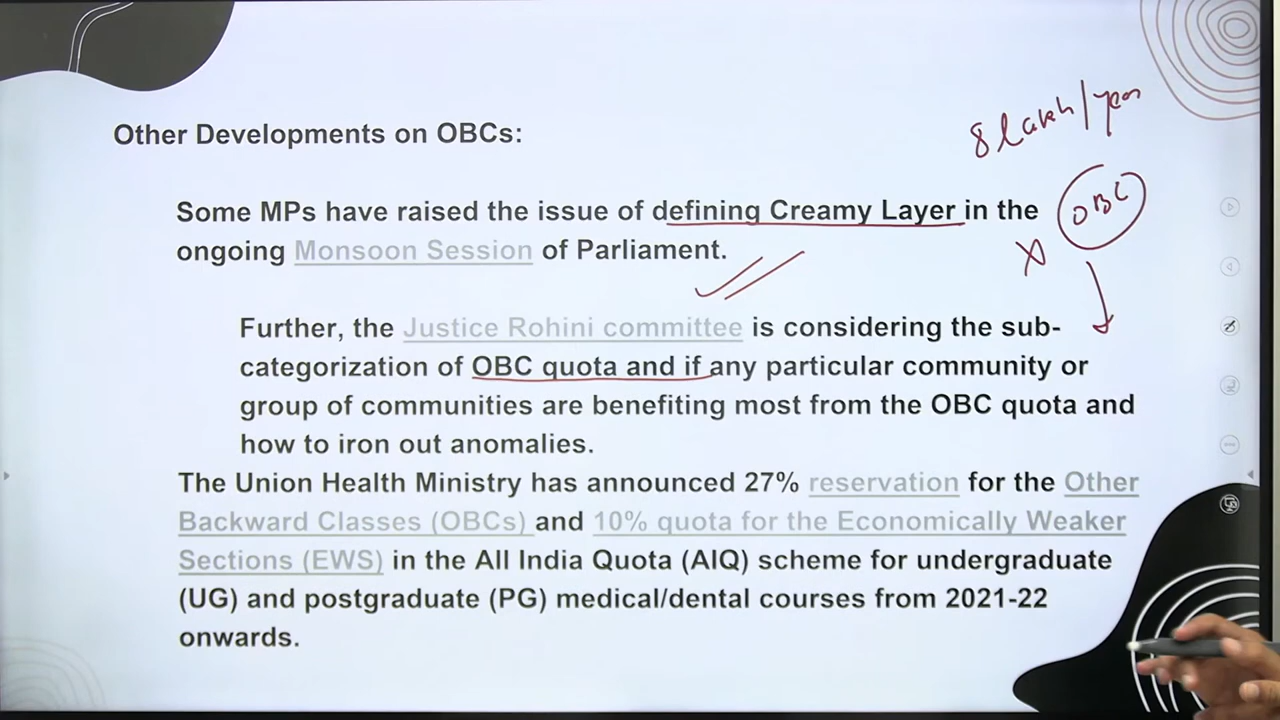 Other Developments on OBCs:
8 lakh/year
Some MPs have raised the issue of defining Creamy Layer in the
OBC
ongoing Monsoon Session of Parliament.
Further, the Justice Rohini committee is considering the sub-
categorization of OBC quota and if any particular community or
group of communities are benefiting most from the OBC quota and
how to iron out anomalies.
The Union Health Ministry has announced 27% reservation for the Other
Backward Classes (OBCs) and 10% quota for the Economically Weaker
Sections (EWS) in the All India Quota (AIQ) scheme for undergraduate
(UG) and postgraduate (PG) medical/dental courses from 2021-22
onwards.